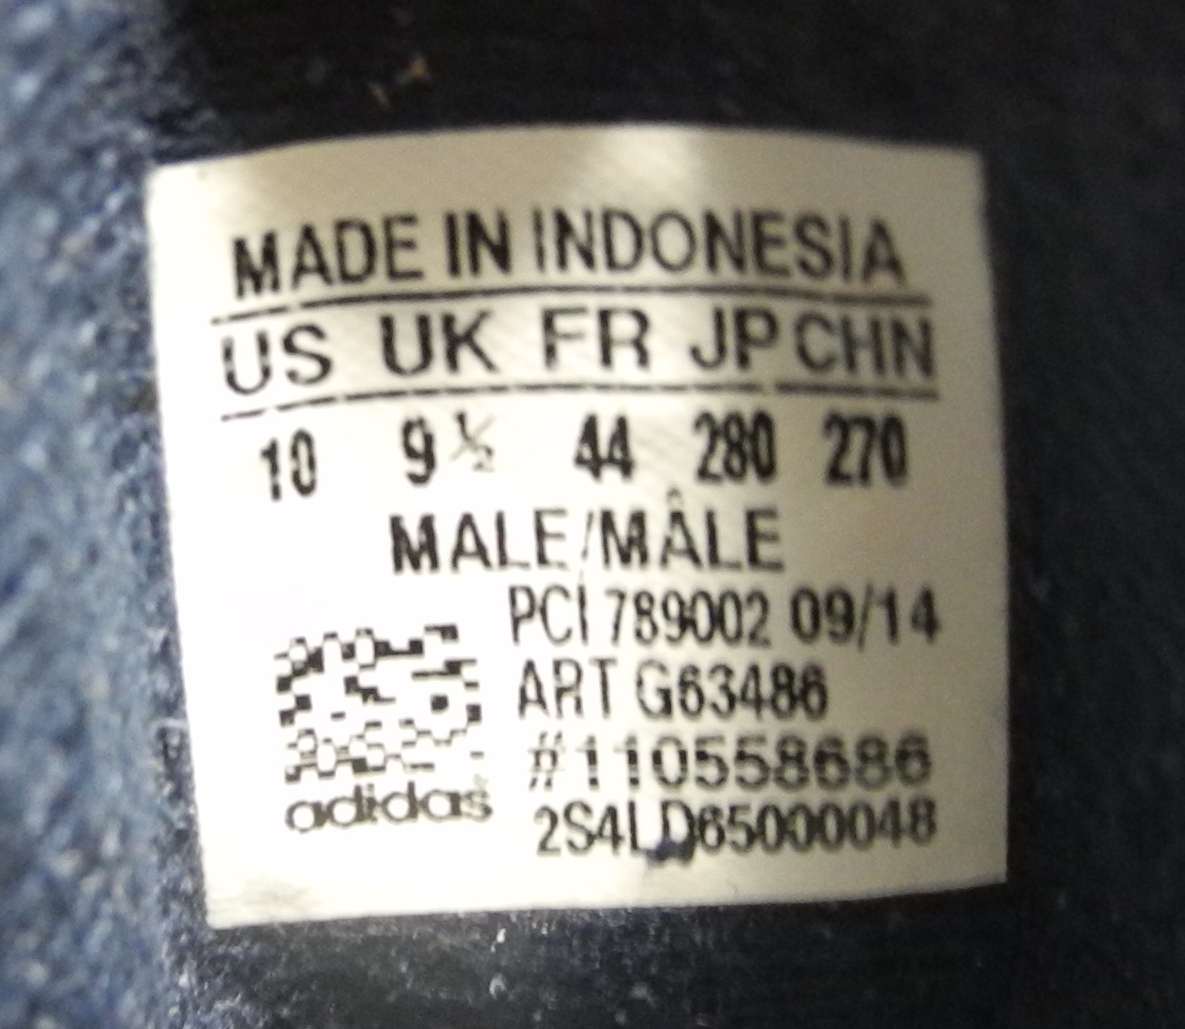 MADE IN INDONESIA
US UK FR JP CHN
10 9½ 44 280 270
MALE/MÂLE
PCI 789002 09/14
ART G63486
#110558686
adidas
2S4LD65000048